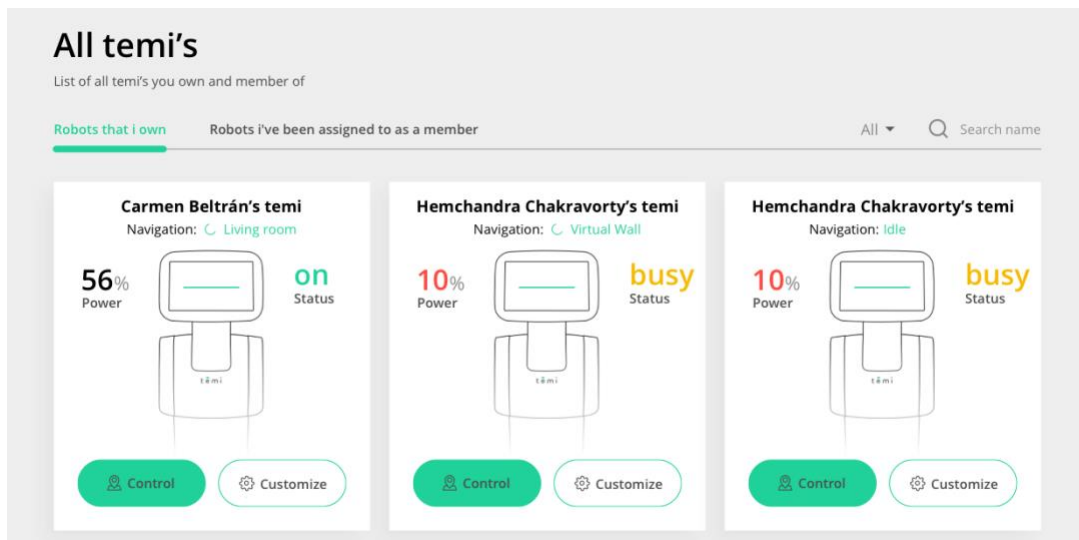 All temi's
List of all temi's you own and member of
Robots that i own
Robots i've been assigned to as a member
All
Search name
Carmen Beltrán's temi
Navigation: Living room
56%
Power
on
Status
temi
Control
Customize
Hemchandra Chakravorty's temi
Navigation: Virtual Wall
10%
Power
busy
Status
temi
Control
Customize
Hemchandra Chakravorty's temi
Navigation: Idle
10%
Power
busy
Status
temi
Control
Customize